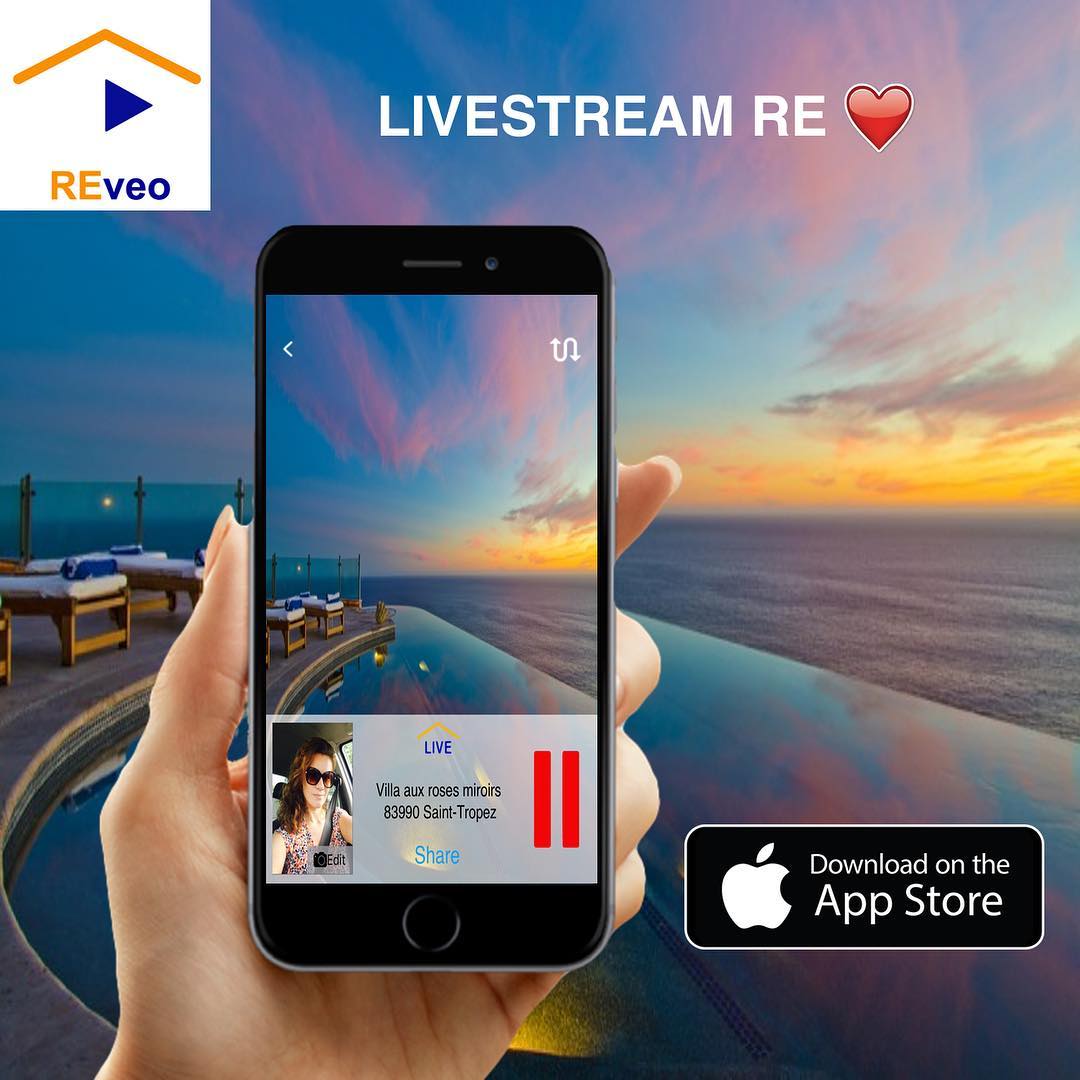 REveo
LIVESTREAM RE ❤️
LIVE
Villa aux roses miroirs
83990 Saint-Tropez
Share
Edit
Download on the
App Store